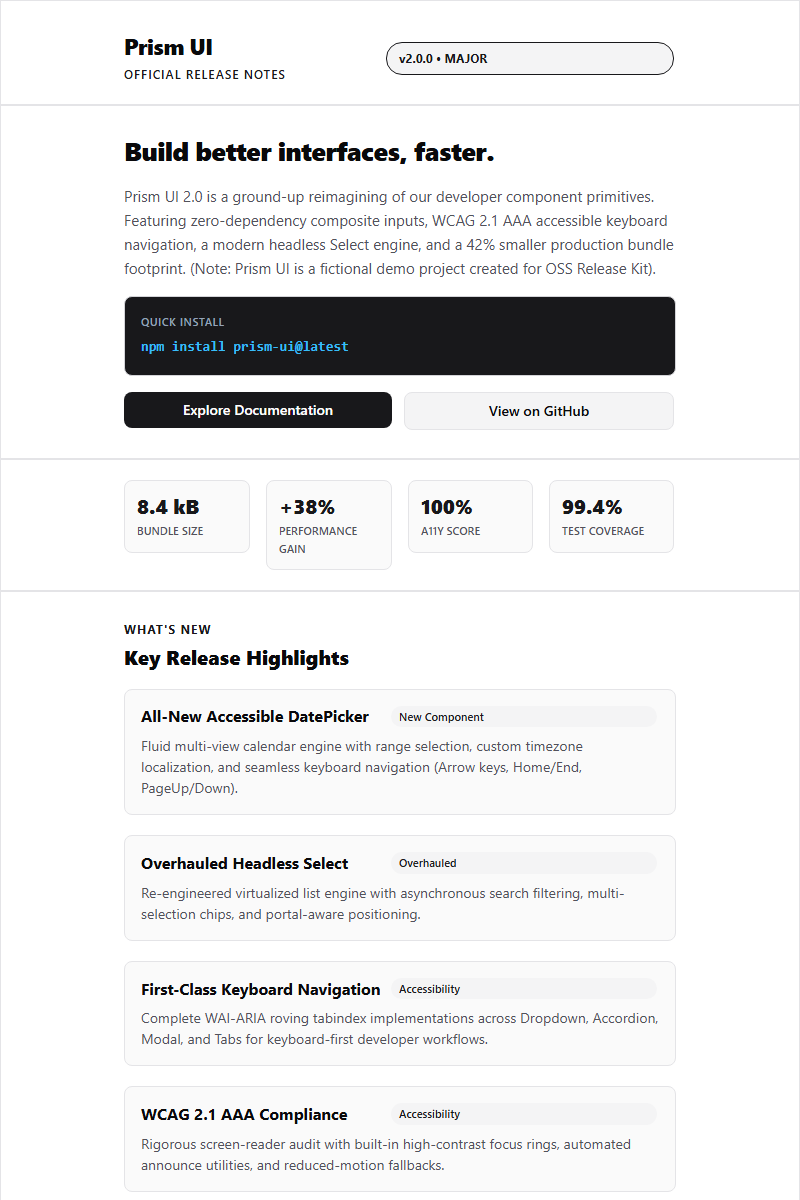 Prism UI
OFFICIAL RELEASE NOTES
v2.0.0 • MAJOR
Build better interfaces, faster.
Prism UI 2.0 is a ground-up reimagining of our developer component primitives.
Featuring zero-dependency composite inputs, WCAG 2.1 AAA accessible keyboard
navigation, a modern headless Select engine, and a 42% smaller production bundle
footprint. (Note: Prism UI is a fictional demo project created for OSS Release Kit).
QUICK INSTALL
npm install prism-ui@latest
Explore Documentation
View on GitHub
8.4 kB
BUNDLE SIZE
+38%
PERFORMANCE
GAIN
100%
A11Y SCORE
99.4%
TEST COVERAGE
WHAT'S NEW
Key Release Highlights
All-New Accessible DatePicker
New Component
Fluid multi-view calendar engine with range selection, custom timezone
localization, and seamless keyboard navigation (Arrow keys, Home/End,
PageUp/Down).
Overhauled Headless Select
Overhauled
Re-engineered virtualized list engine with asynchronous search filtering, multi-
selection chips, and portal-aware positioning.
First-Class Keyboard Navigation
Accessibility
Complete WAI-ARIA roving tabindex implementations across Dropdown, Accordion,
Modal, and Tabs for keyboard-first developer workflows.
WCAG 2.1 AAA Compliance
Accessibility
Rigorous screen-reader audit with built-in high-contrast focus rings, automated
announce utilities, and reduced-motion fallbacks.